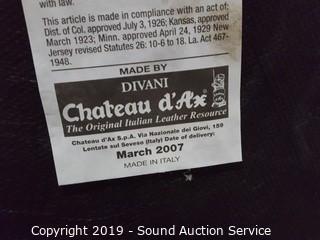 with law.
This article is made in compliance with an act of:
Dist. of Col. approved July 3, 1926; Kansas, approved
March 1923; Minn. approved April 24, 1929 New
Jersey revised Statutes 26: 10-6 to 18. La. Act 467-
1948.
MADE BY
DIVANI
Chateau d'Ax
The Original Italian Leather Resource
Chateau d'Ax S.p.A. Via Nazionale dei Giovi, 159
Lentate sul Seveso (Italy) Date of delivery:
March 2007
MADE IN ITALY
Copyright 2019 - Sound Auction Service